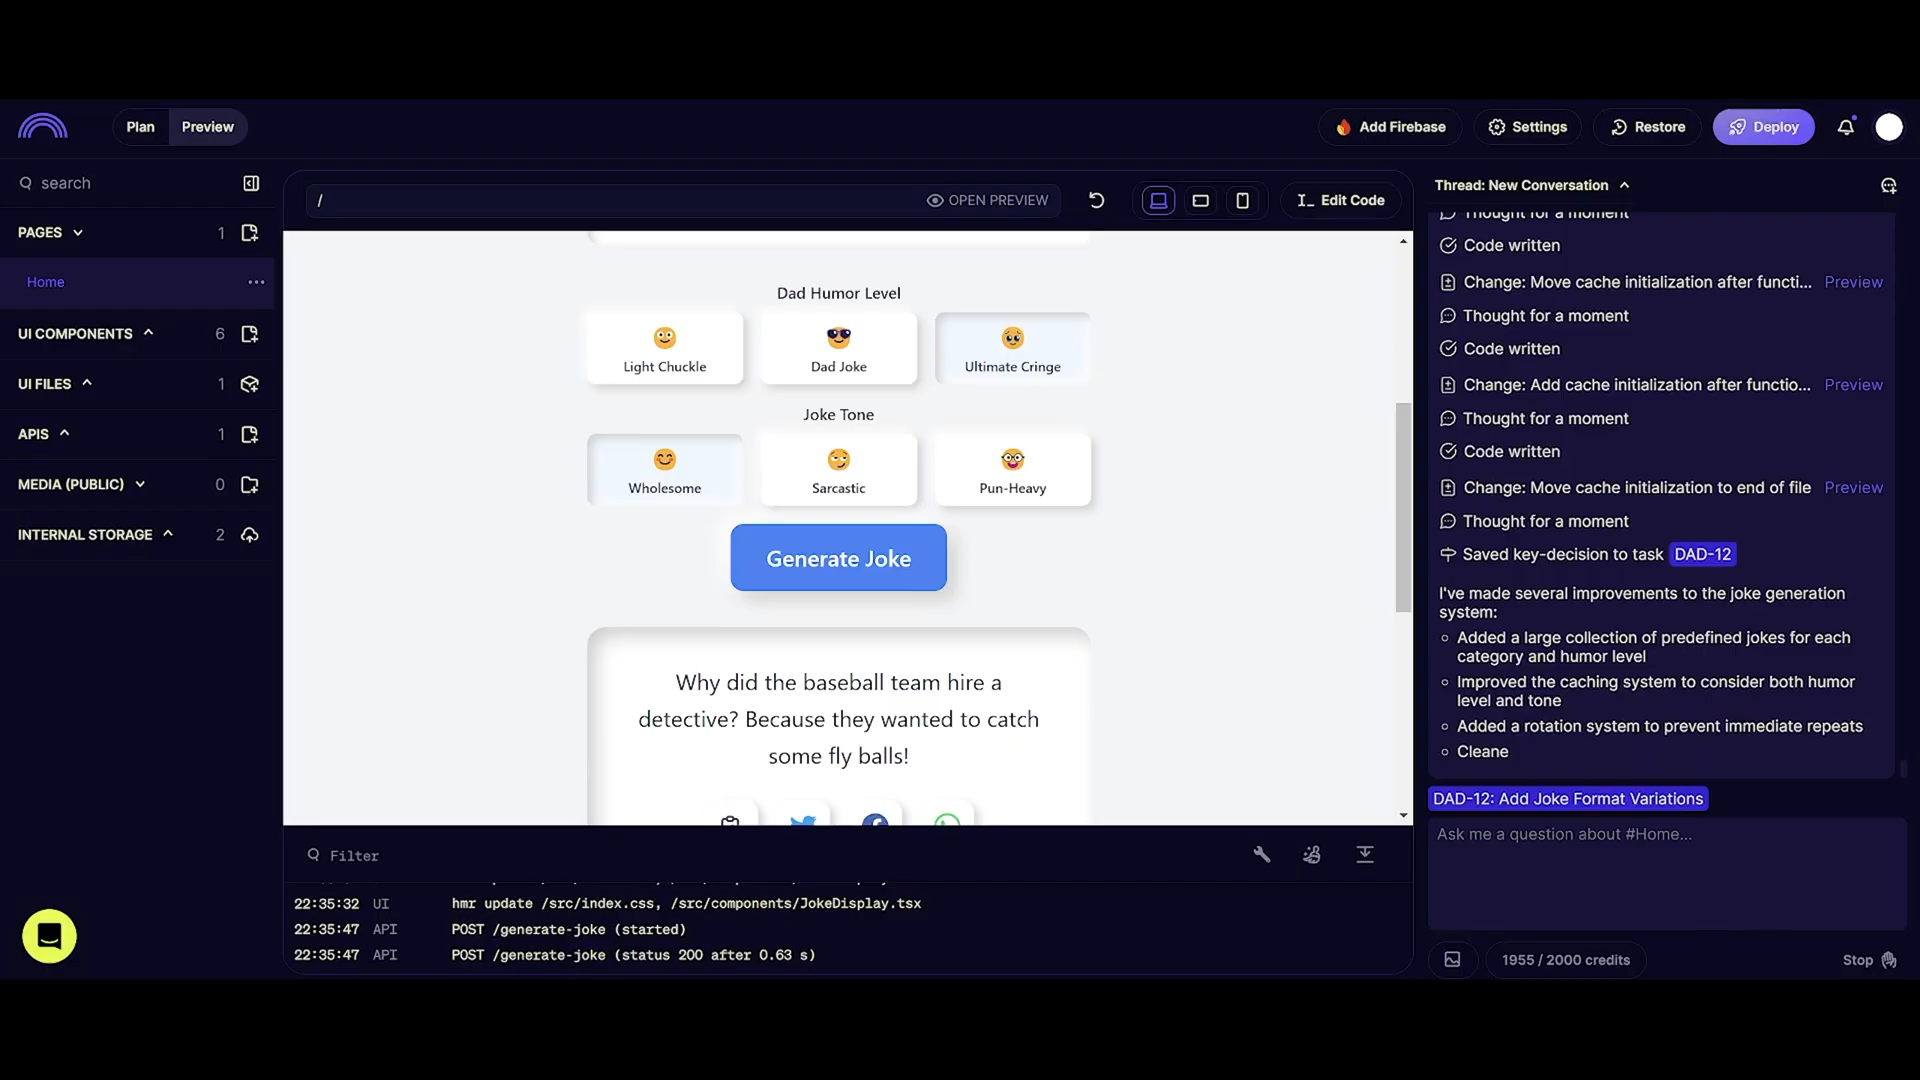 Plan
Preview
Add Firebase
Settings
Restore
Deploy
search
PAGES
1
Home
UI COMPONENTS
6
UI FILES
1
APIS
1
MEDIA (PUBLIC)
0
INTERNAL STORAGE
2
/
OPEN PREVIEW
Edit Code
Dad Humor Level
Light Chuckle
Dad Joke
Ultimate Cringe
Joke Tone
Wholesome
Sarcastic
Pun-Heavy
Generate Joke
Why did the baseball team hire a
detective? Because they wanted to catch
some fly balls!
Filter
22:35:32 UI hmr update /src/index.css, /src/components/JokeDisplay.tsx
22:35:47 API POST /generate-joke (started)
22:35:47 API POST /generate-joke (status 200 after 0.63 s)
Thread: New Conversation
Thought for a moment
Code written
Change: Move cache initialization after functi... Preview
Thought for a moment
Code written
Change: Add cache initialization after functio... Preview
Thought for a moment
Code written
Change: Move cache initialization to end of file Preview
Thought for a moment
Saved key-decision to task DAD-12
I've made several improvements to the joke generation
system:
Added a large collection of predefined jokes for each
category and humor level
Improved the caching system to consider both humor
level and tone
Added a rotation system to prevent immediate repeats
Cleane
DAD-12: Add Joke Format Variations
Ask me a question about #Home...
1955 / 2000 credits
Stop